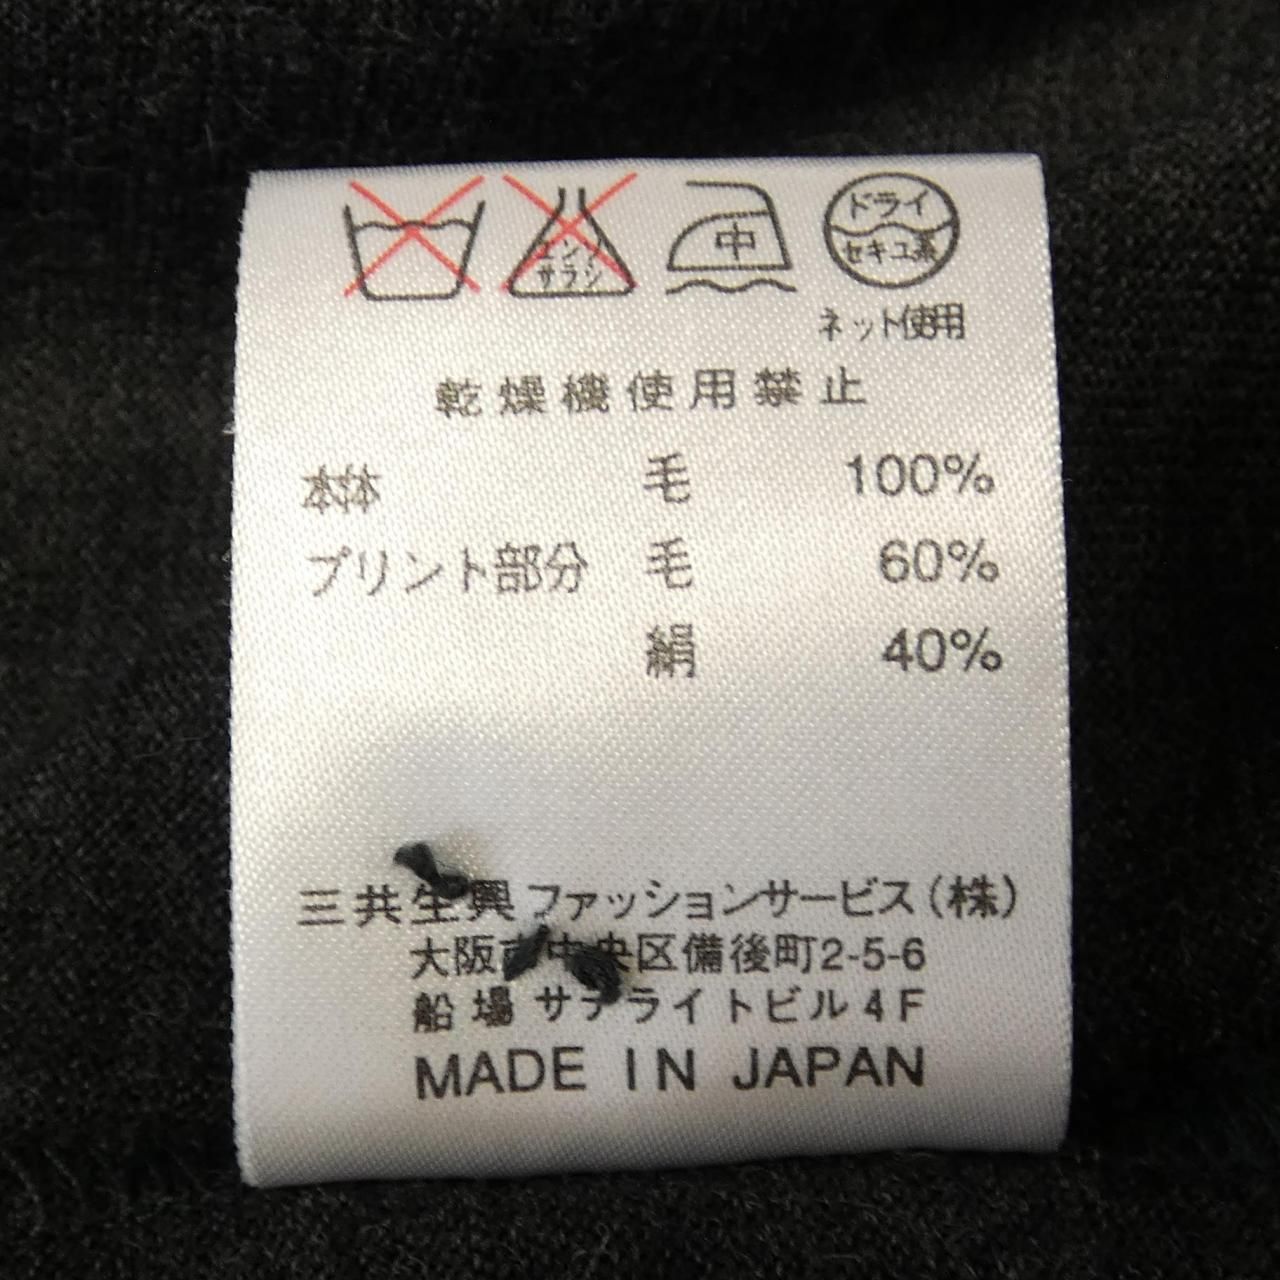 エンソ
サラシ
中
ドライ
セキユ系
ネット使用
乾燥機使用禁止
本体 毛 100%
プリント部分 毛 60%
絹 40%
三共生興ファッションサービス(株)
大阪市中央区備後町2-5-6
船場サテライトビル4F
MADE IN JAPAN